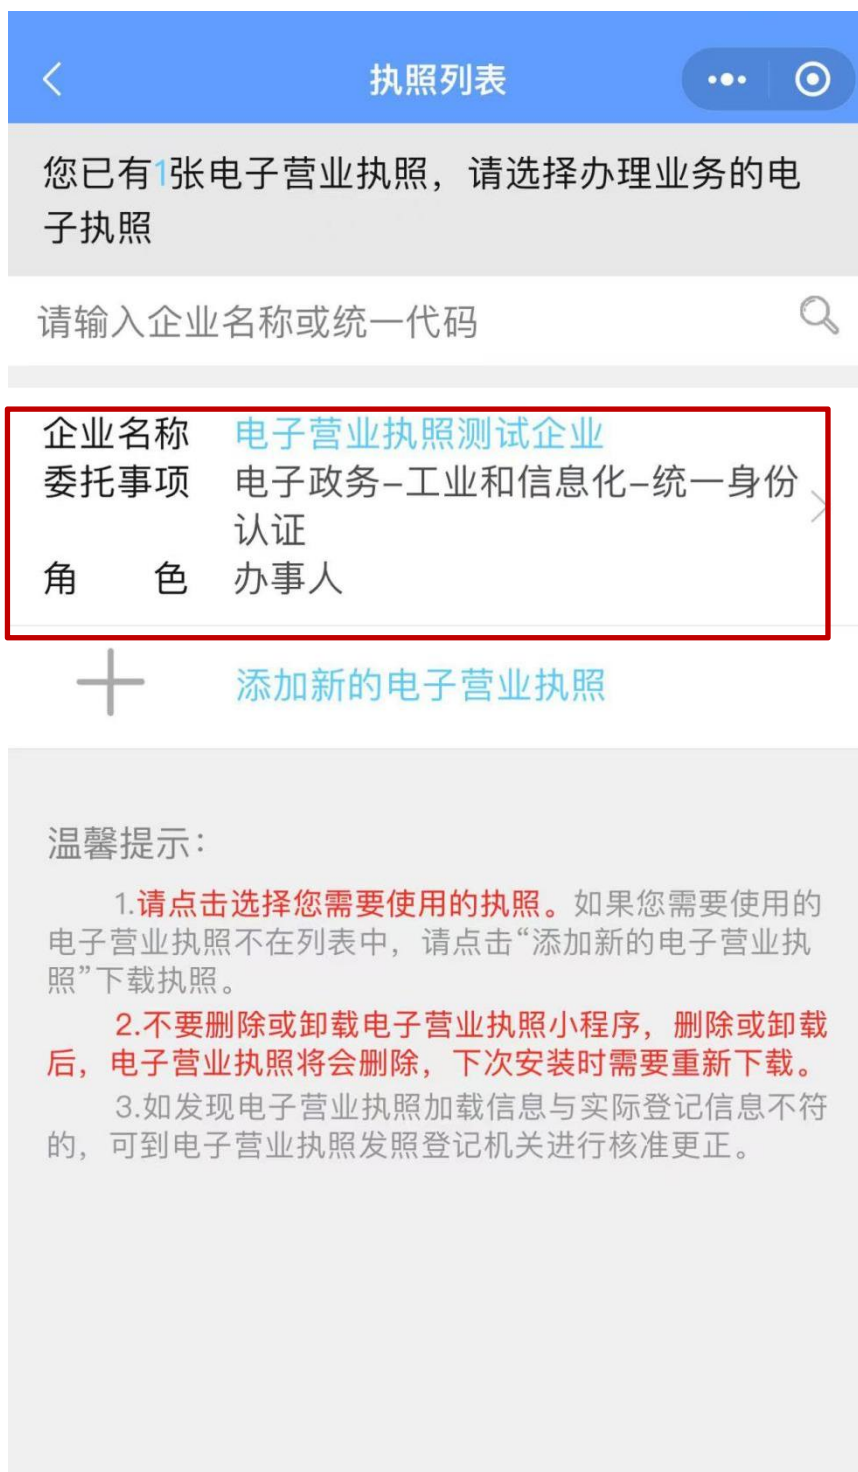 执照列表
您已有1张电子营业执照，请选择办理业务的电
子执照
请输入企业名称或统一代码
企业名称 电子营业执照测试企业
委托事项 电子政务-工业和信息化-统一身份
认证
角 色 办事人
添加新的电子营业执照
温馨提示：
1.请点击选择您需要使用的执照。如果您需要使用的
电子营业执照不在列表中，请点击“添加新的电子营业执
照”下载执照。
2.不要删除或卸载电子营业执照小程序，删除或卸载
后，电子营业执照将会删除，下次安装时需要重新下载。
3.如发现电子营业执照加载信息与实际登记信息不符
的，可到电子营业执照发照登记机关进行核准更正。